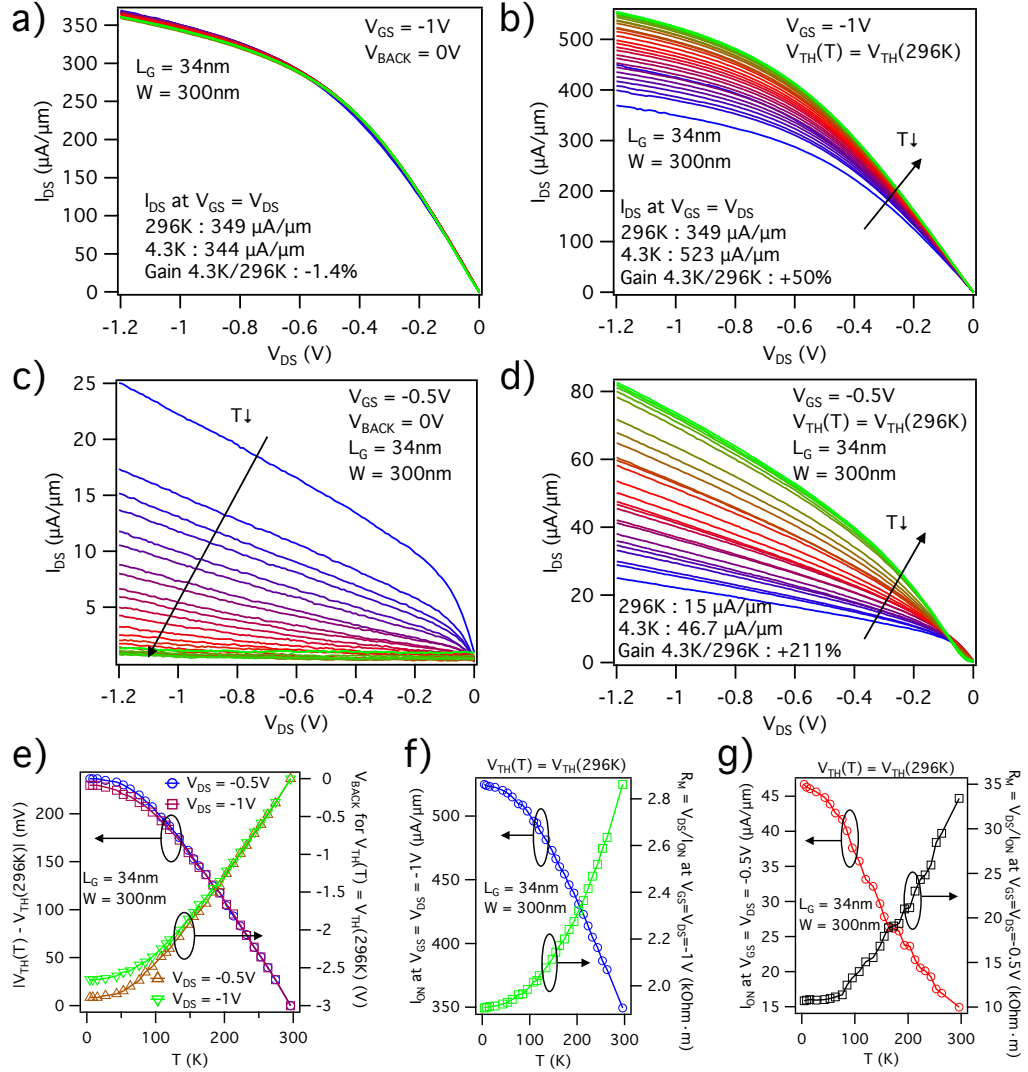 a)
350
300
250
200
150
100
50
0
I_DS (µA/µm)
V_GS = -1V
V_BACK = 0V
L_G = 34nm
W = 300nm
I_DS at V_GS = V_DS
296K : 349 µA/µm
4.3K : 344 µA/µm
Gain 4.3K/296K : -1.4%
-1.2 -1 -0.8 -0.6 -0.4 -0.2 0
V_DS (V)
b)
500
400
300
200
100
0
I_DS (µA/µm)
V_GS = -1V
V_TH(T) = V_TH(296K)
T↓
L_G = 34nm
W = 300nm
I_DS at V_GS = V_DS
296K : 349 µA/µm
4.3K : 523 µA/µm
Gain 4.3K/296K : +50%
-1.2 -1 -0.8 -0.6 -0.4 -0.2 0
V_DS (V)
c)
25
20
15
10
5
I_DS (µA/µm)
T↓
V_GS = -0.5V
V_BACK = 0V
L_G = 34nm
W = 300nm
-1.2 -1 -0.8 -0.6 -0.4 -0.2 0
V_DS (V)
d)
80
60
40
20
0
I_DS (µA/µm)
V_GS = -0.5V
V_TH(T) = V_TH(296K)
L_G = 34nm
W = 300nm
T↓
296K : 15 µA/µm
4.3K : 46.7 µA/µm
Gain 4.3K/296K : +211%
-1.2 -1 -0.8 -0.6 -0.4 -0.2 0
V_DS (V)
e)
200
150
100
50
0
|V_TH(T) - V_TH(296K)| (mV)
V_DS = -0.5V
V_DS = -1V
L_G = 34nm
W = 300nm
V_DS = -0.5V
V_DS = -1V
0
-1
-1
-2
-2
-3
-3
V_BACK for V_TH(T) = V_TH(296K) (V)
0 100 200 300
T (K)
f)
V_TH(T) = V_TH(296K)
500
450
400
350
I_ON at V_GS = V_DS = -1V (µA/µm)
L_G = 34nm
W = 300nm
2.8
2.6
2.4
2.2
2.0
R_M = V_DS/I_ON at V_GS=V_DS=-1V (kOhm·m)
0 100 200 300
T (K)
g)
V_TH(T) = V_TH(296K)
45
40
35
30
25
20
15
I_ON at V_GS = V_DS = -0.5V (µA/µm)
L_G = 34nm
W = 300nm
35
30
25
20
15
10
R_M = V_DS/I_ON at V_GS=V_DS=-0.5V (kOhm·m)
0 100 200 300
T (K)